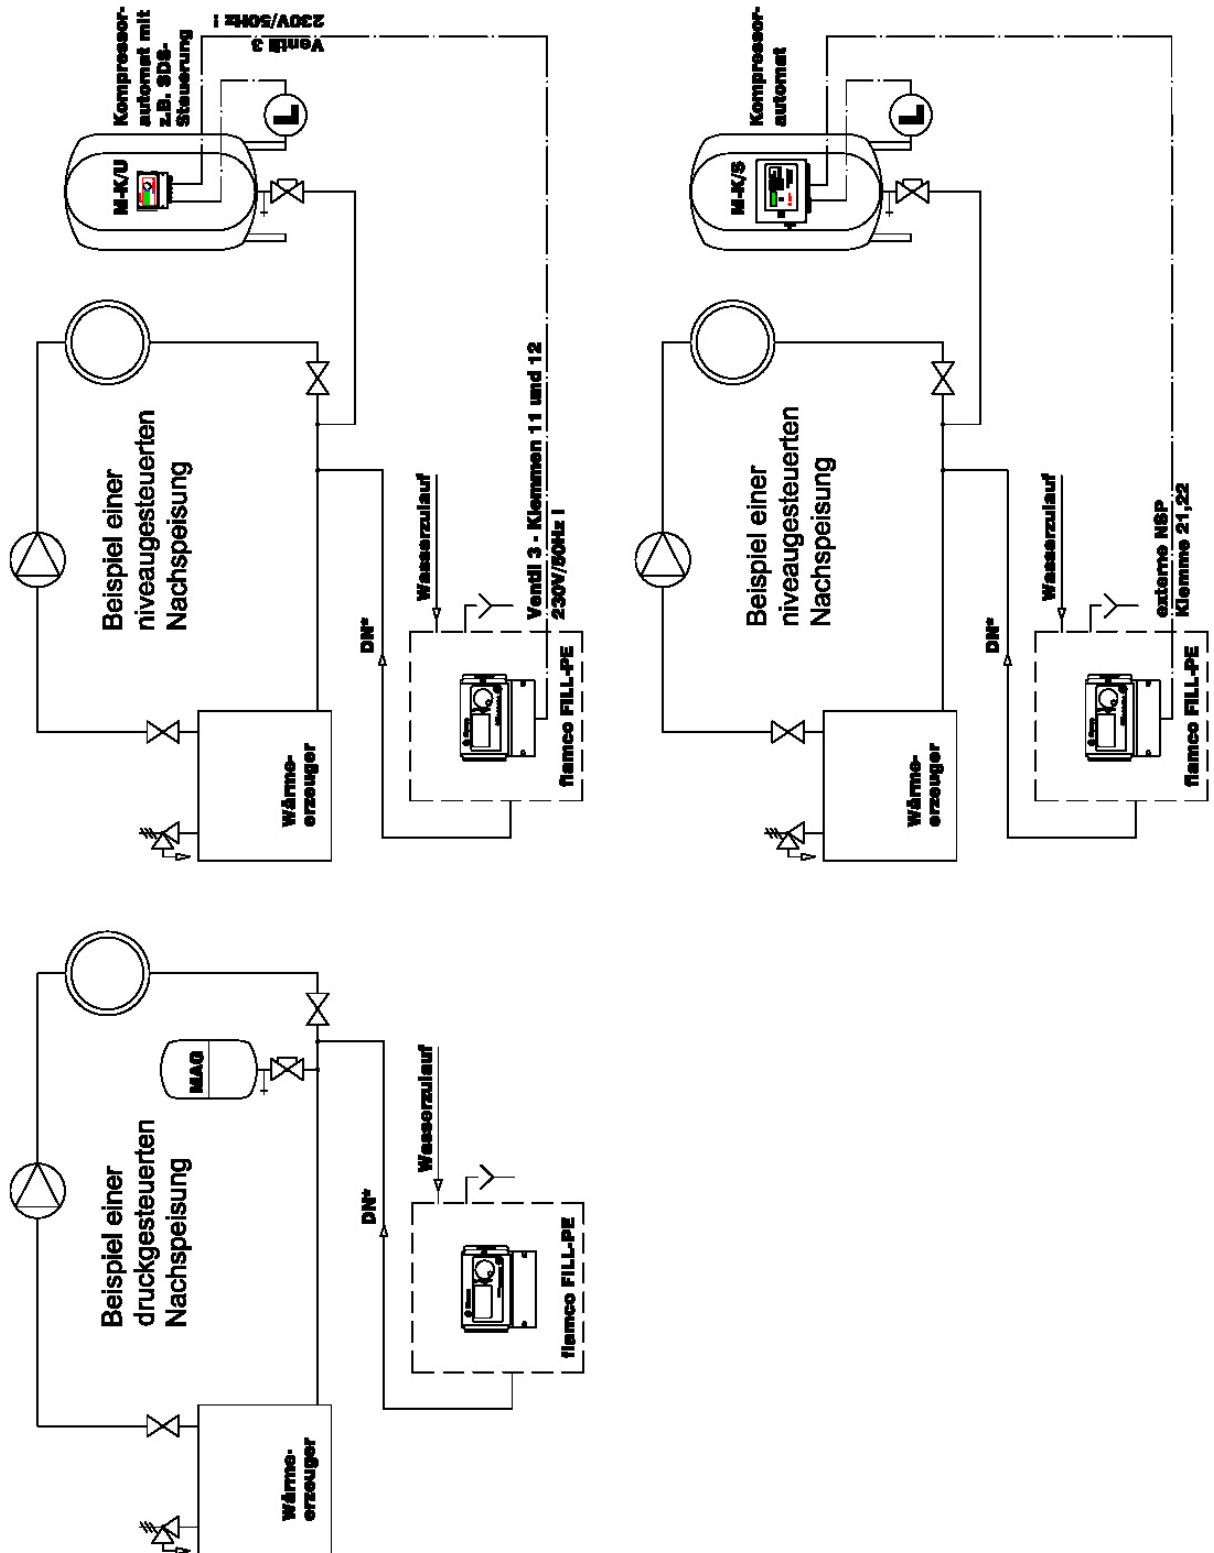 Beispiel einer
druckgesteuerten
Nachspeisung
MAG
Wärme-
erzeuger
DN*
Wasserzulauf
flamco FILL-PE
Beispiel einer
niveaugesteuerten
Nachspeisung
Kompressor-
automat mit
z.B. SDS-
Steuerung
M-K/U
L
Ventil 3
230V/50Hz !
Wärme-
erzeuger
DN*
Wasserzulauf
Ventil 3 - Klemmen 11 und 12
230V/50Hz !
flamco FILL-PE
Beispiel einer
niveaugesteuerten
Nachspeisung
Kompressor-
automat
M-K/S
L
Wärme-
erzeuger
DN*
Wasserzulauf
externe NSP
Klemme 21,22
flamco FILL-PE